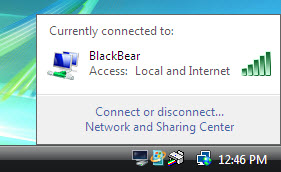 Currently connected to:
BlackBear
Access: Local and Internet
Connect or disconnect...
Network and Sharing Center
12:46 PM